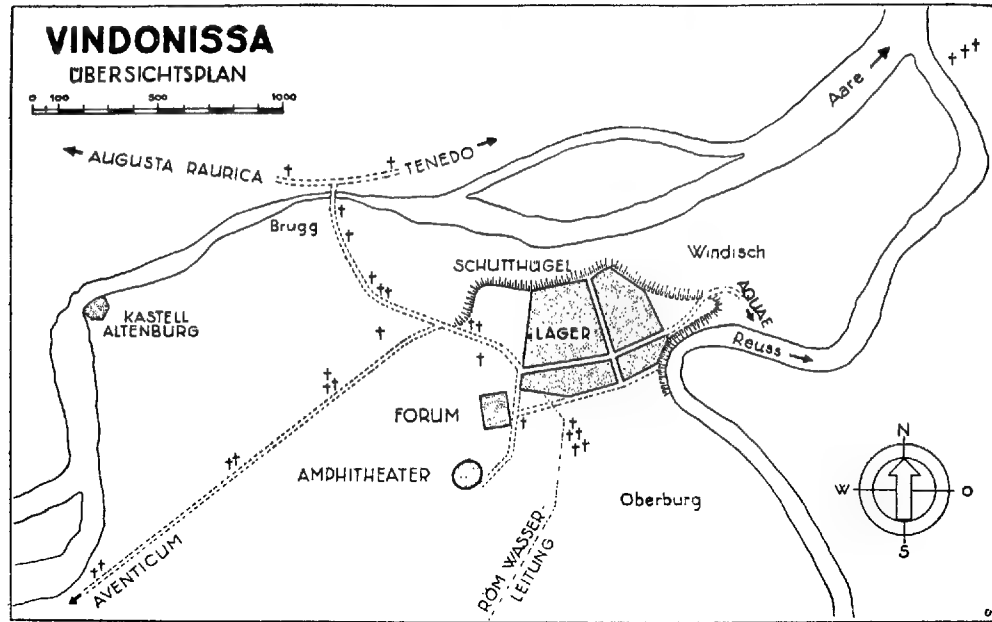 VINDONISSA
ÜBERSICHTSPLAN
0 100 500 1000
Aare
AUGUSTA RAURICA
TENEDO
Brugg
SCHUTTHÜGEL
Windisch
KASTELL
ALTENBURG
LAGER
AQUAE
Reuss
FORUM
AMPHITHEATER
Oberburg
N
W
O
S
AVENTICUM
RÖM WASSER-
LEITUNG